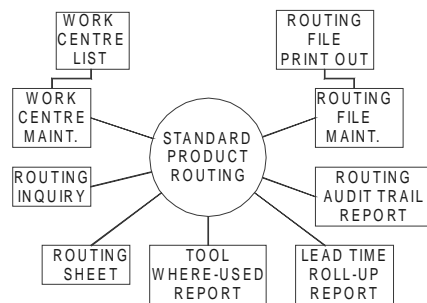 WORK
CENTRE
LIST
ROUTING
FILE
PRINT OUT
WORK
CENTRE
MAINT.
STANDARD
PRODUCT
ROUTING
ROUTING
FILE
MAINT.
ROUTING
INQUIRY
ROUTING
AUDIT TRAIL
REPORT
ROUTING
SHEET
TOOL
WHERE-USED
REPORT
LEAD TIME
ROLL-UP
REPORT